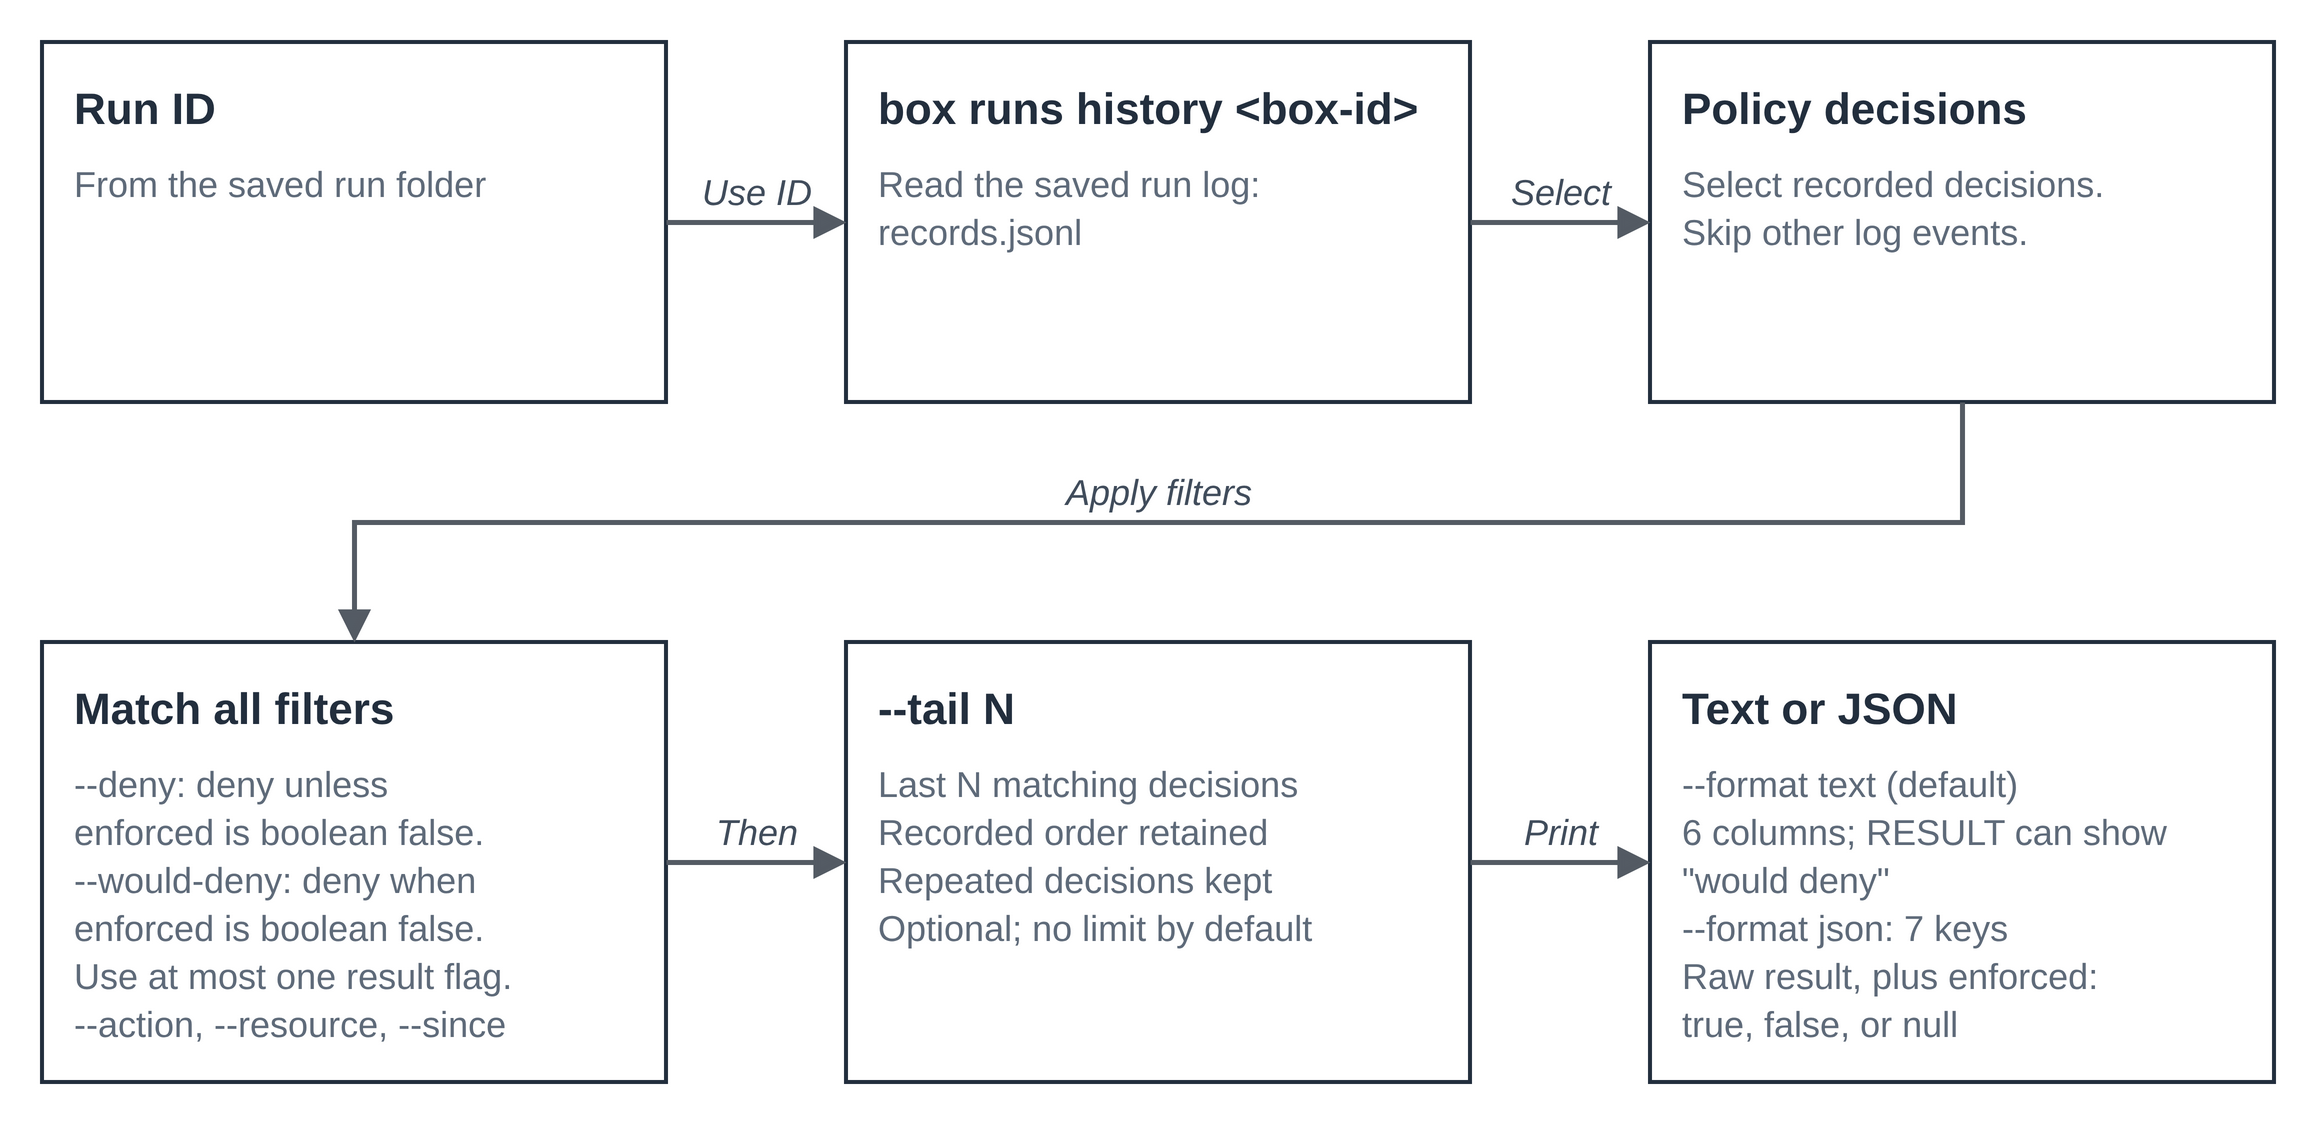 Run ID
From the saved run folder
Use ID
box runs history <box-id>
Read the saved run log:
records.jsonl
Select
Policy decisions
Select recorded decisions.
Skip other log events.
Apply filters
Match all filters
--deny: deny unless
enforced is boolean false.
--would-deny: deny when
enforced is boolean false.
Use at most one result flag.
--action, --resource, --since
Then
--tail N
Last N matching decisions
Recorded order retained
Repeated decisions kept
Optional; no limit by default
Print
Text or JSON
--format text (default)
6 columns; RESULT can show
"would deny"
--format json: 7 keys
Raw result, plus enforced:
true, false, or null